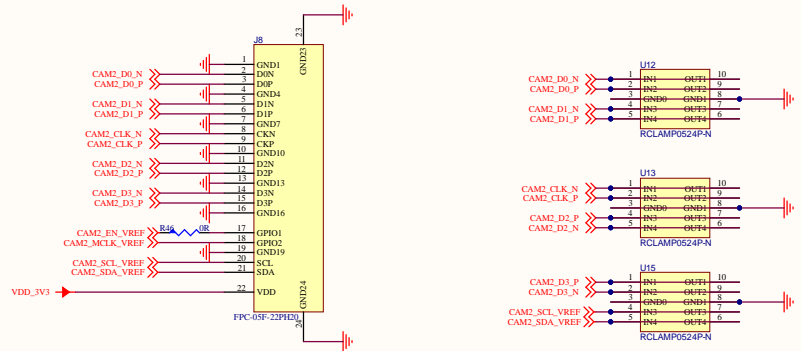 23
J8
GND23
1 GND1
CAM2_D0_N 2 D0N
CAM2_D0_P 3 D0P
4 GND4
CAM2_D1_N 5 D1N
CAM2_D1_P 6 D1P
7 GND7
CAM2_CLK_N 8 CKN
CAM2_CLK_P 9 CKP
10 GND10
CAM2_D2_N 11 D2N
CAM2_D2_P 12 D2P
13 GND13
CAM2_D3_N 14 D3N
CAM2_D3_P 15 D3P
16 GND16
CAM2_EN_VREF R46 0R 17 GPIO1
CAM2_MCLK_VREF 18 GPIO2
19 GND19
CAM2_SCL_VREF 20 SCL
CAM2_SDA_VREF 21 SDA
VDD_3V3 22 VDD
GND24
FPC-05F-22PH20
24
U12
CAM2_D0_N 1 IN1 OUT1 10
CAM2_D0_P 2 IN2 OUT2 9
3 GND0 GND1 8
CAM2_D1_N 4 IN3 OUT3 7
CAM2_D1_P 5 IN4 OUT4 6
RCLAMP0524P-N
U13
CAM2_CLK_N 1 IN1 OUT1 10
CAM2_CLK_P 2 IN2 OUT2 9
3 GND0 GND1 8
CAM2_D2_P 4 IN3 OUT3 7
CAM2_D2_N 5 IN4 OUT4 6
RCLAMP0524P-N
U15
CAM2_D3_P 1 IN1 OUT1 10
CAM2_D3_N 2 IN2 OUT2 9
3 GND0 GND1 8
CAM2_SCL_VREF 4 IN3 OUT3 7
CAM2_SDA_VREF 5 IN4 OUT4 6
RCLAMP0524P-N